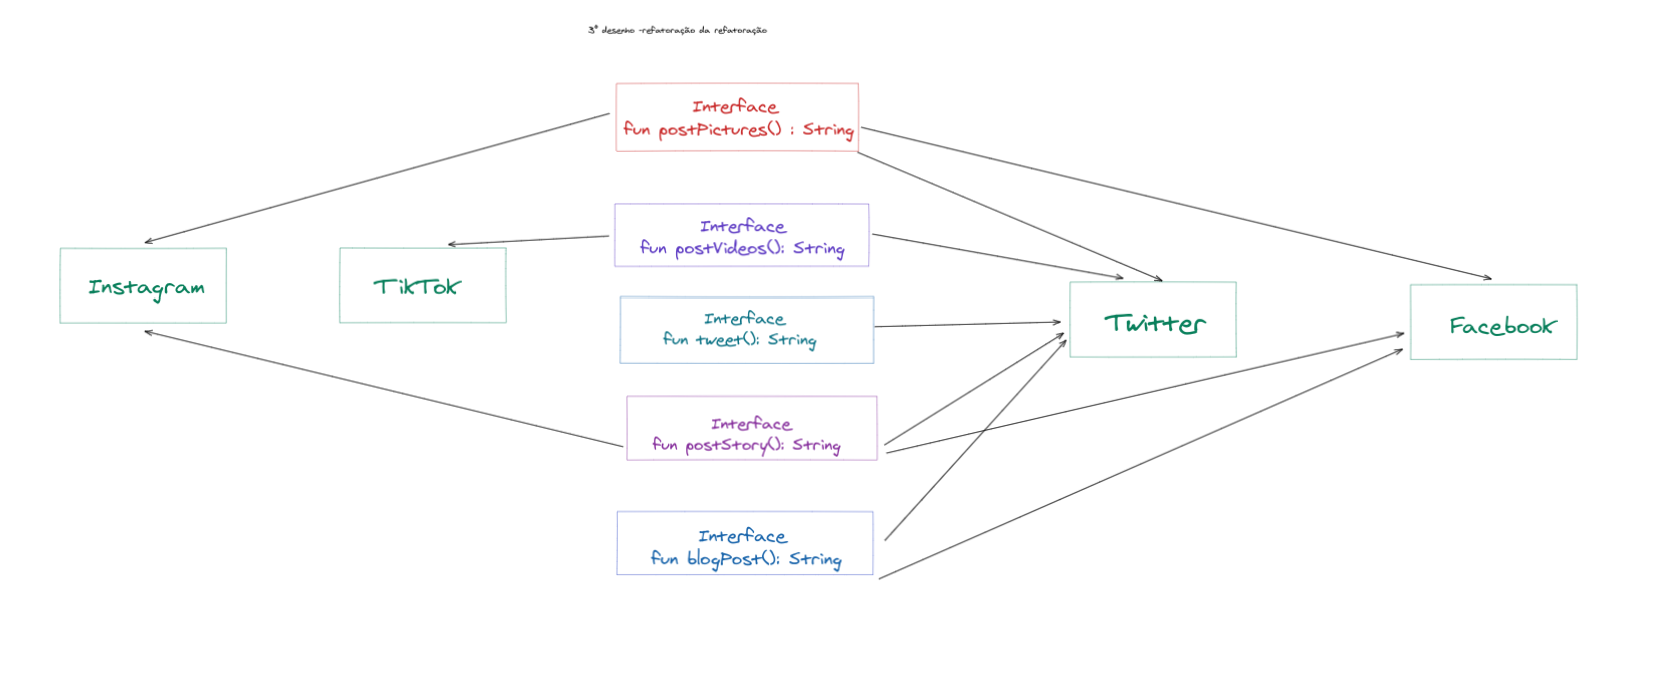 3ª desenho -refatoração da refatoração
Interface
fun postPictures() : String
Interface
fun postVideos(): String
Instagram
TikTok
Interface
fun tweet(): String
Twitter
Facebook
Interface
fun postStory(): String
Interface
fun blogPost(): String